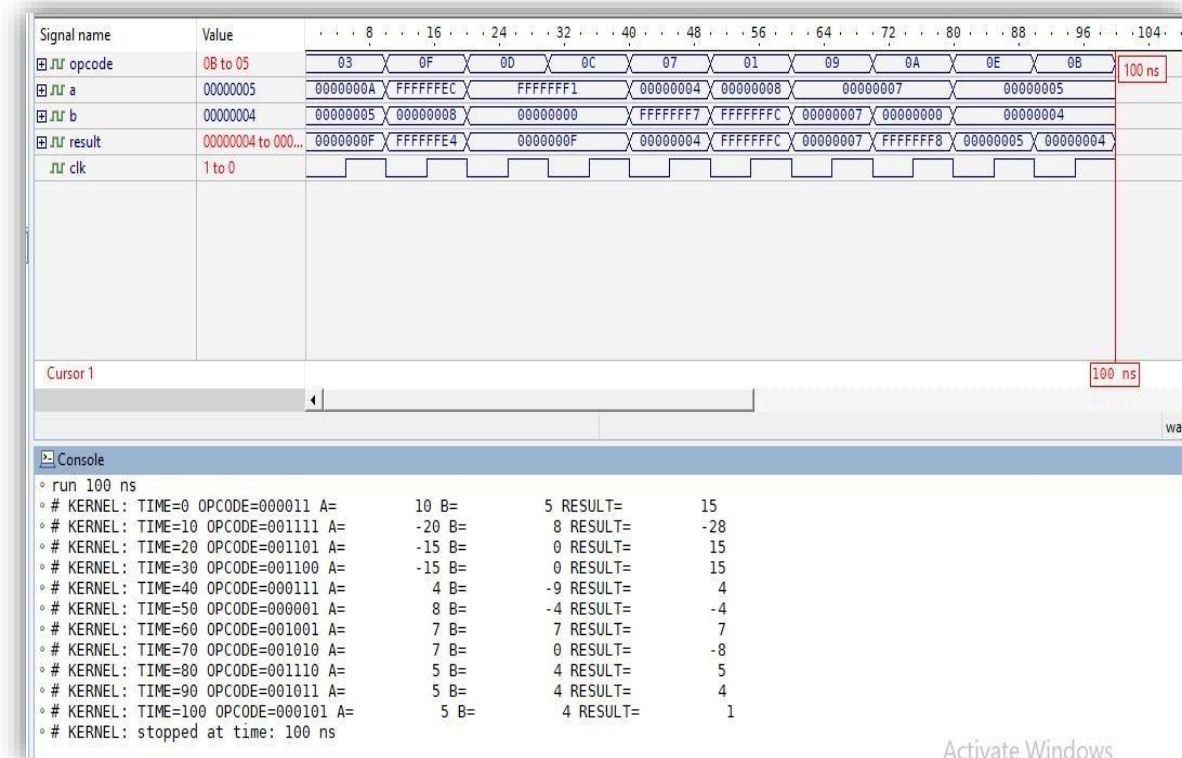 Signal name Value 8 16 24 32 40 48 56 64 72 80 88 96 104
opcode 0B to 05 03 0F 0D 0C 07 01 09 0A 0E 0B 100 ns
a 00000005 0000000A FFFFFFEC FFFFFFF1 00000004 00000008 00000007 00000005
b 00000004 00000005 00000008 00000000 FFFFFFF7 FFFFFFFC 00000007 00000000 00000004
result 00000004 to 000... 0000000F FFFFFFE4 0000000F 00000004 FFFFFFFC 00000007 FFFFFFF8 00000005 00000004
clk 1 to 0
Cursor 1 100 ns
wa
Console
run 100 ns
# KERNEL: TIME=0 OPCODE=000011 A= 10 B= 5 RESULT= 15
# KERNEL: TIME=10 OPCODE=001111 A= -20 B= 8 RESULT= -28
# KERNEL: TIME=20 OPCODE=001101 A= -15 B= 0 RESULT= 15
# KERNEL: TIME=30 OPCODE=001100 A= -15 B= 0 RESULT= 15
# KERNEL: TIME=40 OPCODE=000111 A= 4 B= -9 RESULT= 4
# KERNEL: TIME=50 OPCODE=000001 A= 8 B= -4 RESULT= -4
# KERNEL: TIME=60 OPCODE=001001 A= 7 B= 7 RESULT= 7
# KERNEL: TIME=70 OPCODE=001010 A= 7 B= 0 RESULT= -8
# KERNEL: TIME=80 OPCODE=001110 A= 5 B= 4 RESULT= 5
# KERNEL: TIME=90 OPCODE=001011 A= 5 B= 4 RESULT= 4
# KERNEL: TIME=100 OPCODE=000101 A= 5 B= 4 RESULT= 1
# KERNEL: stopped at time: 100 ns
Activate Windows